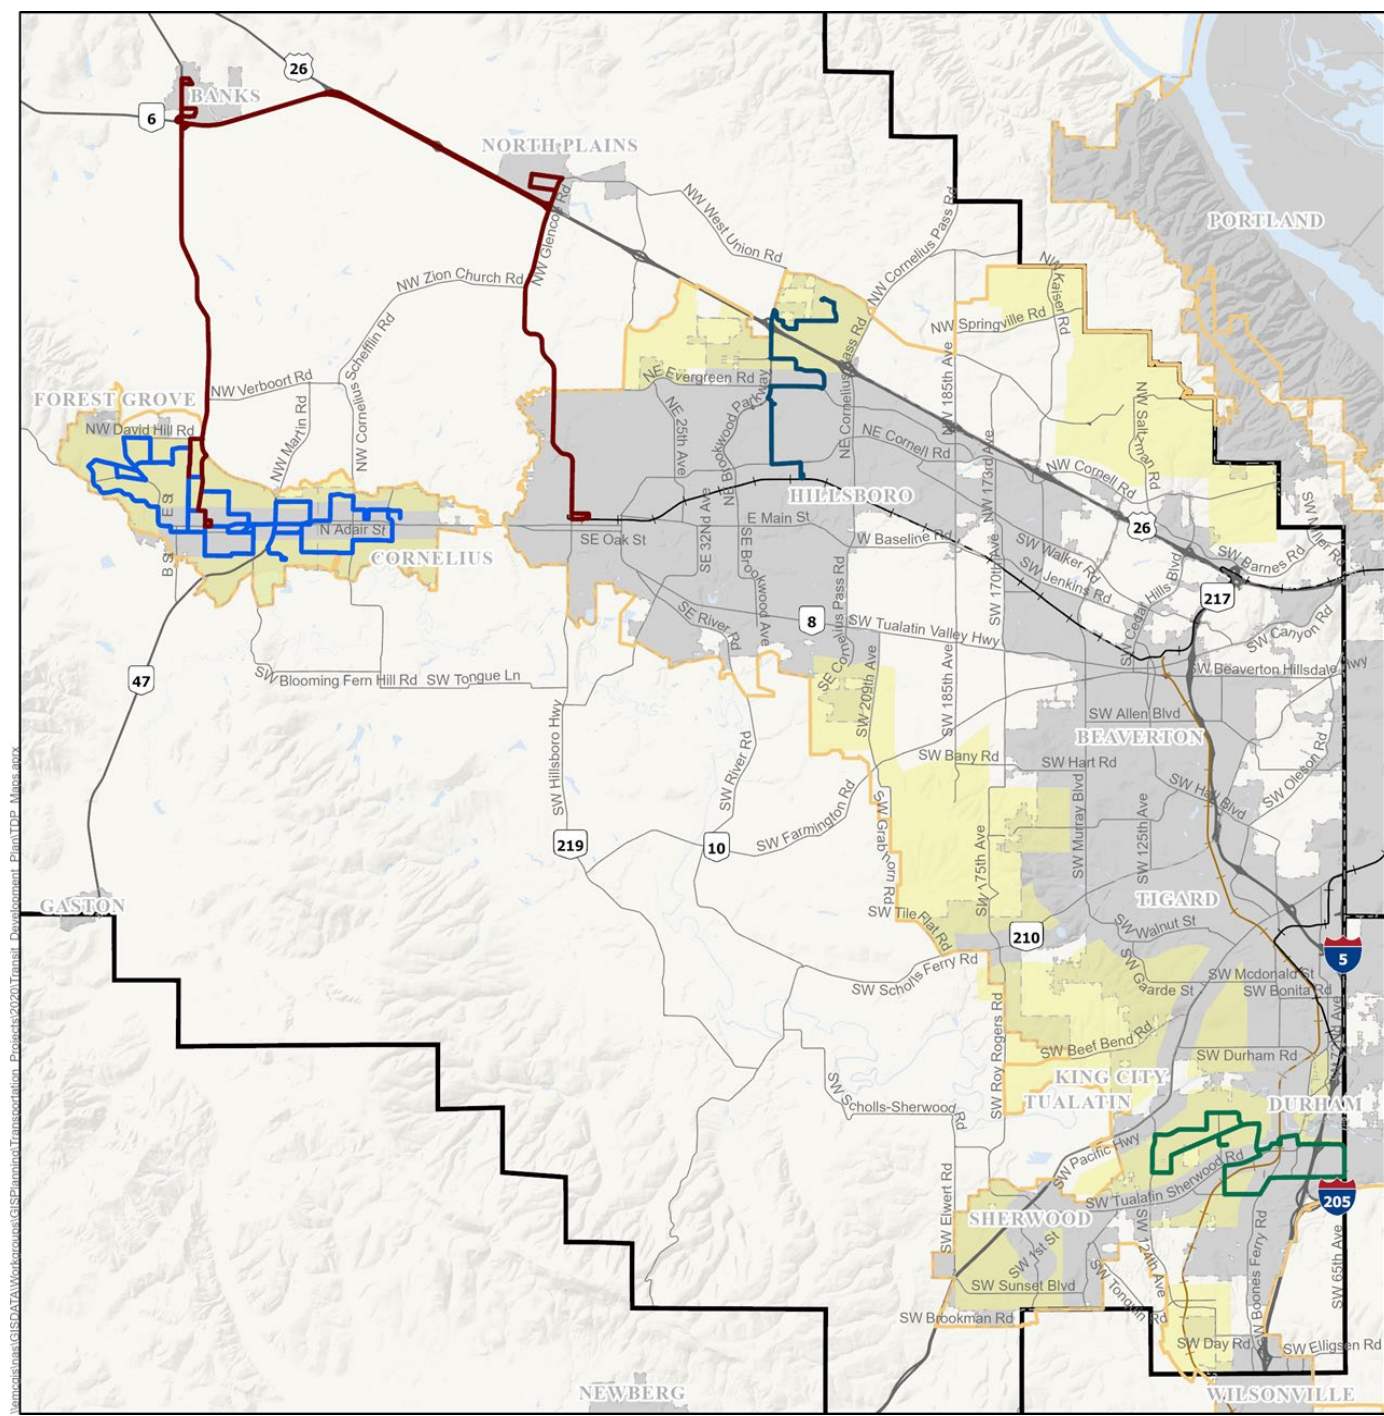 26
BANKS
6
NORTH PLAINS
NW Glencoe Rd
NW West Union Rd
NW Cornelius Pass Rd
PORTLAND
NW Zion Church Rd
NW Kaiser Rd
NW Springville Rd
NW Cornelius Schefflin Rd
NW Verboort Rd
NE Evergreen Rd
NW 185th Ave
FOREST GROVE
NW David Hill Rd
NW Martin Rd
NE 25th Ave
NE Brookwood Parkway
NE Cornelius Pass Rd
NE Cornell Rd
NW 173rd Ave
NW Saltzman Rd
NW Cornell Rd
HILLSBORO
E Main St
26
B St
N Adair St
SE Oak St
SE 32Nd Ave
SE Brookwood Ave
W Baseline Rd
SW Walker Rd
SW Jenkins Rd
SW 170th Ave
SW Barnes Rd
SW Miller Rd
B St
CORNELIUS
217
SW Cedar Hills Blvd
SW Canyon Rd
SE River Rd
8
SW Tualatin Valley Hwy
SE Cornelius Pass Rd
SW Beaverton Hillsdale Hwy
47
SW Blooming Fern Hill Rd
SW Tongue Ln
SW 209th Ave
SW 185th Ave
SW Allen Blvd
BEAVERTON
SW Hillsboro Hwy
SW River Rd
SW Bany Rd
SW Hart Rd
SW Oleson Rd
SW Hall Blvd
SW Farmington Rd
SW Grabhorn Rd
SW Murray Blvd
SW 125th Ave
219
10
SW 175th Ave
TIGARD
GASTON
SW Tile Flat Rd
210
SW Walnut St
5
SW Scholls Ferry Rd
SW Gaarde St
SW Mcdonald St
SW Bonita Rd
SW 72nd Ave
SW Roy Rogers Rd
SW Beef Bend Rd
SW Durham Rd
KING CITY
TUALATIN
DURHAM
SW Scholls-Sherwood Rd
SW Pacific Hwy
SW Elwert Rd
SW Tualatin Sherwood Rd
205
SHERWOOD
SW 1st St
SW 124th Ave
SW Boones Ferry Rd
SW 65th Ave
SW Sunset Blvd
SW Tonquin Rd
SW Brookman Rd
SW Day Rd
SW Elligsen Rd
NEWBERG
WILSONVILLE